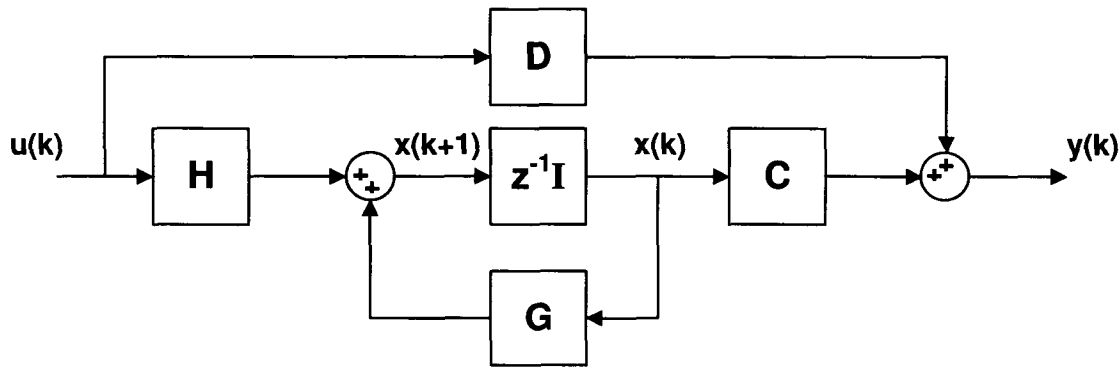 D
u(k)
H
+
+
x(k+1)
z⁻¹I
x(k)
C
+
+
y(k)
G